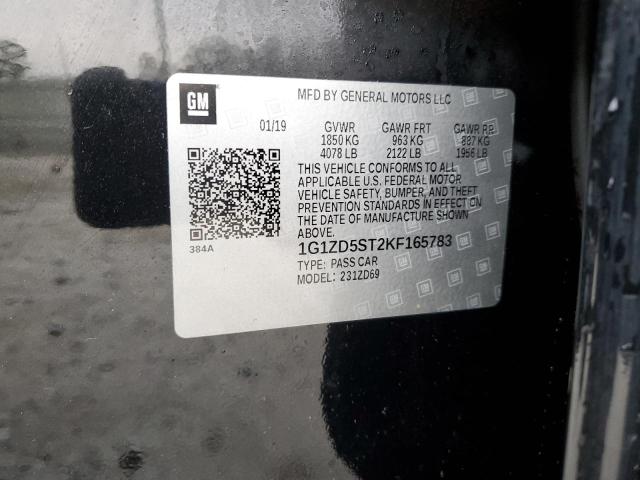 GM
MFD BY GENERAL MOTORS LLC
01/19 GVWR GAWR FRT GAWR RR
1850 KG 963 KG 887 KG
4078 LB 2122 LB 1956 LB
THIS VEHICLE CONFORMS TO ALL
APPLICABLE U.S. FEDERAL MOTOR
VEHICLE SAFETY, BUMPER, AND THEFT
PREVENTION STANDARDS IN EFFECT ON
THE DATE OF MANUFACTURE SHOWN
ABOVE.
384A
1G1ZD5ST2KF165783
TYPE: PASS CAR
MODEL: 231ZD69